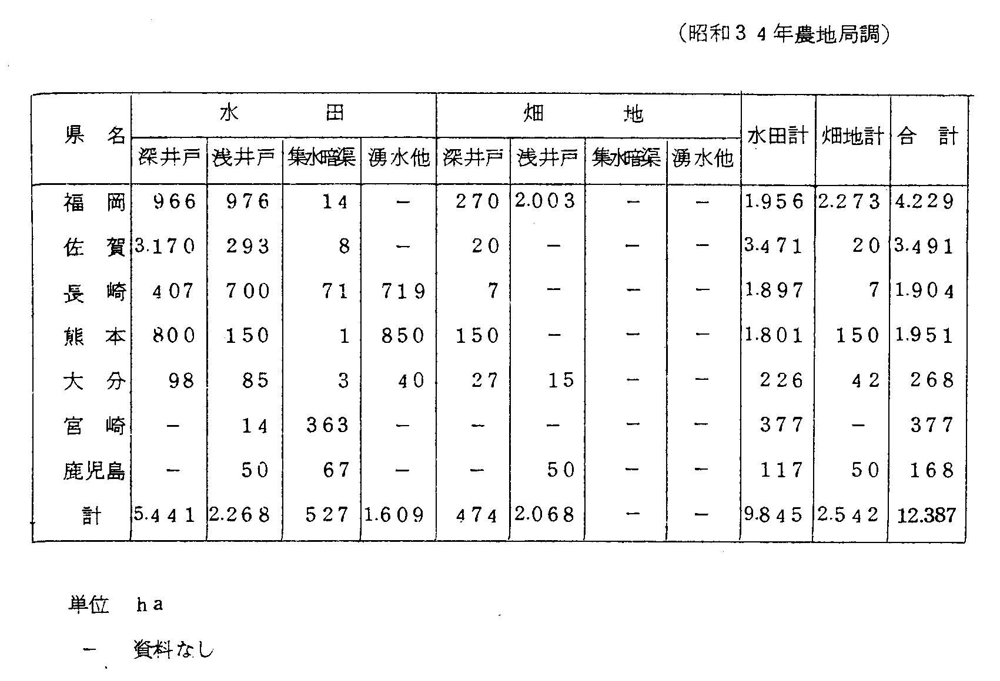 (昭和34年農地局調)
県名 水田 畑地 水田計 畑地計 合計
深井戸 浅井戸 集水暗渠 湧水他 深井戸 浅井戸 集水暗渠 湧水他
福岡 966 976 14 － 270 2.003 － － 1.956 2.273 4.229
佐賀 3.170 293 8 － 20 － － － 3.471 20 3.491
長崎 407 700 71 719 7 － － － 1.897 7 1.904
熊本 800 150 1 850 150 － － － 1.801 150 1.951
大分 98 85 3 40 27 15 － － 226 42 268
宮崎 － 14 363 － － － － － 377 － 377
鹿児島 － 50 67 － － 50 － － 117 50 168
計 5.441 2.268 527 1.609 474 2.068 － － 9.845 2.542 12.387
単位 ha
－ 資料なし